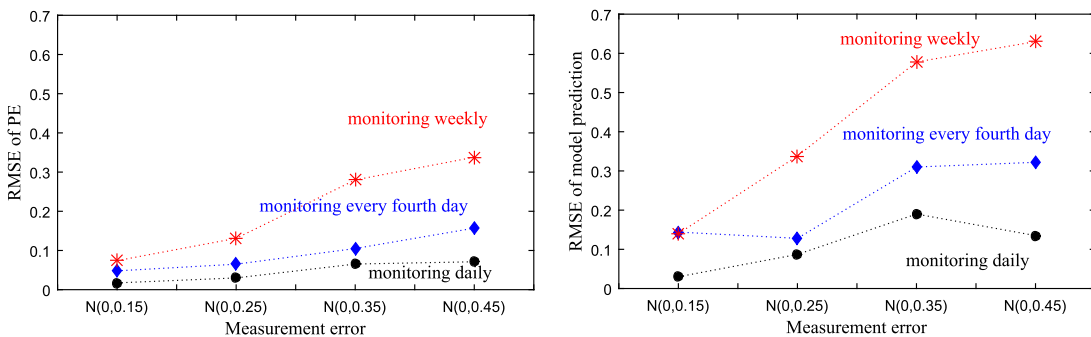 0.7
0.6
0.5
0.4
0.3
0.2
0.1
0
RMSE of PE
monitoring weekly
monitoring every fourth day
monitoring daily
N(0,0.15) N(0,0.25) N(0,0.35) N(0,0.45)
Measurement error
0.7
0.6
0.5
0.4
0.3
0.2
0.1
0
RMSE of model prediction
monitoring weekly
monitoring every fourth day
monitoring daily
N(0,0.15) N(0,0.25) N(0,0.35) N(0,0.45)
Measurement error